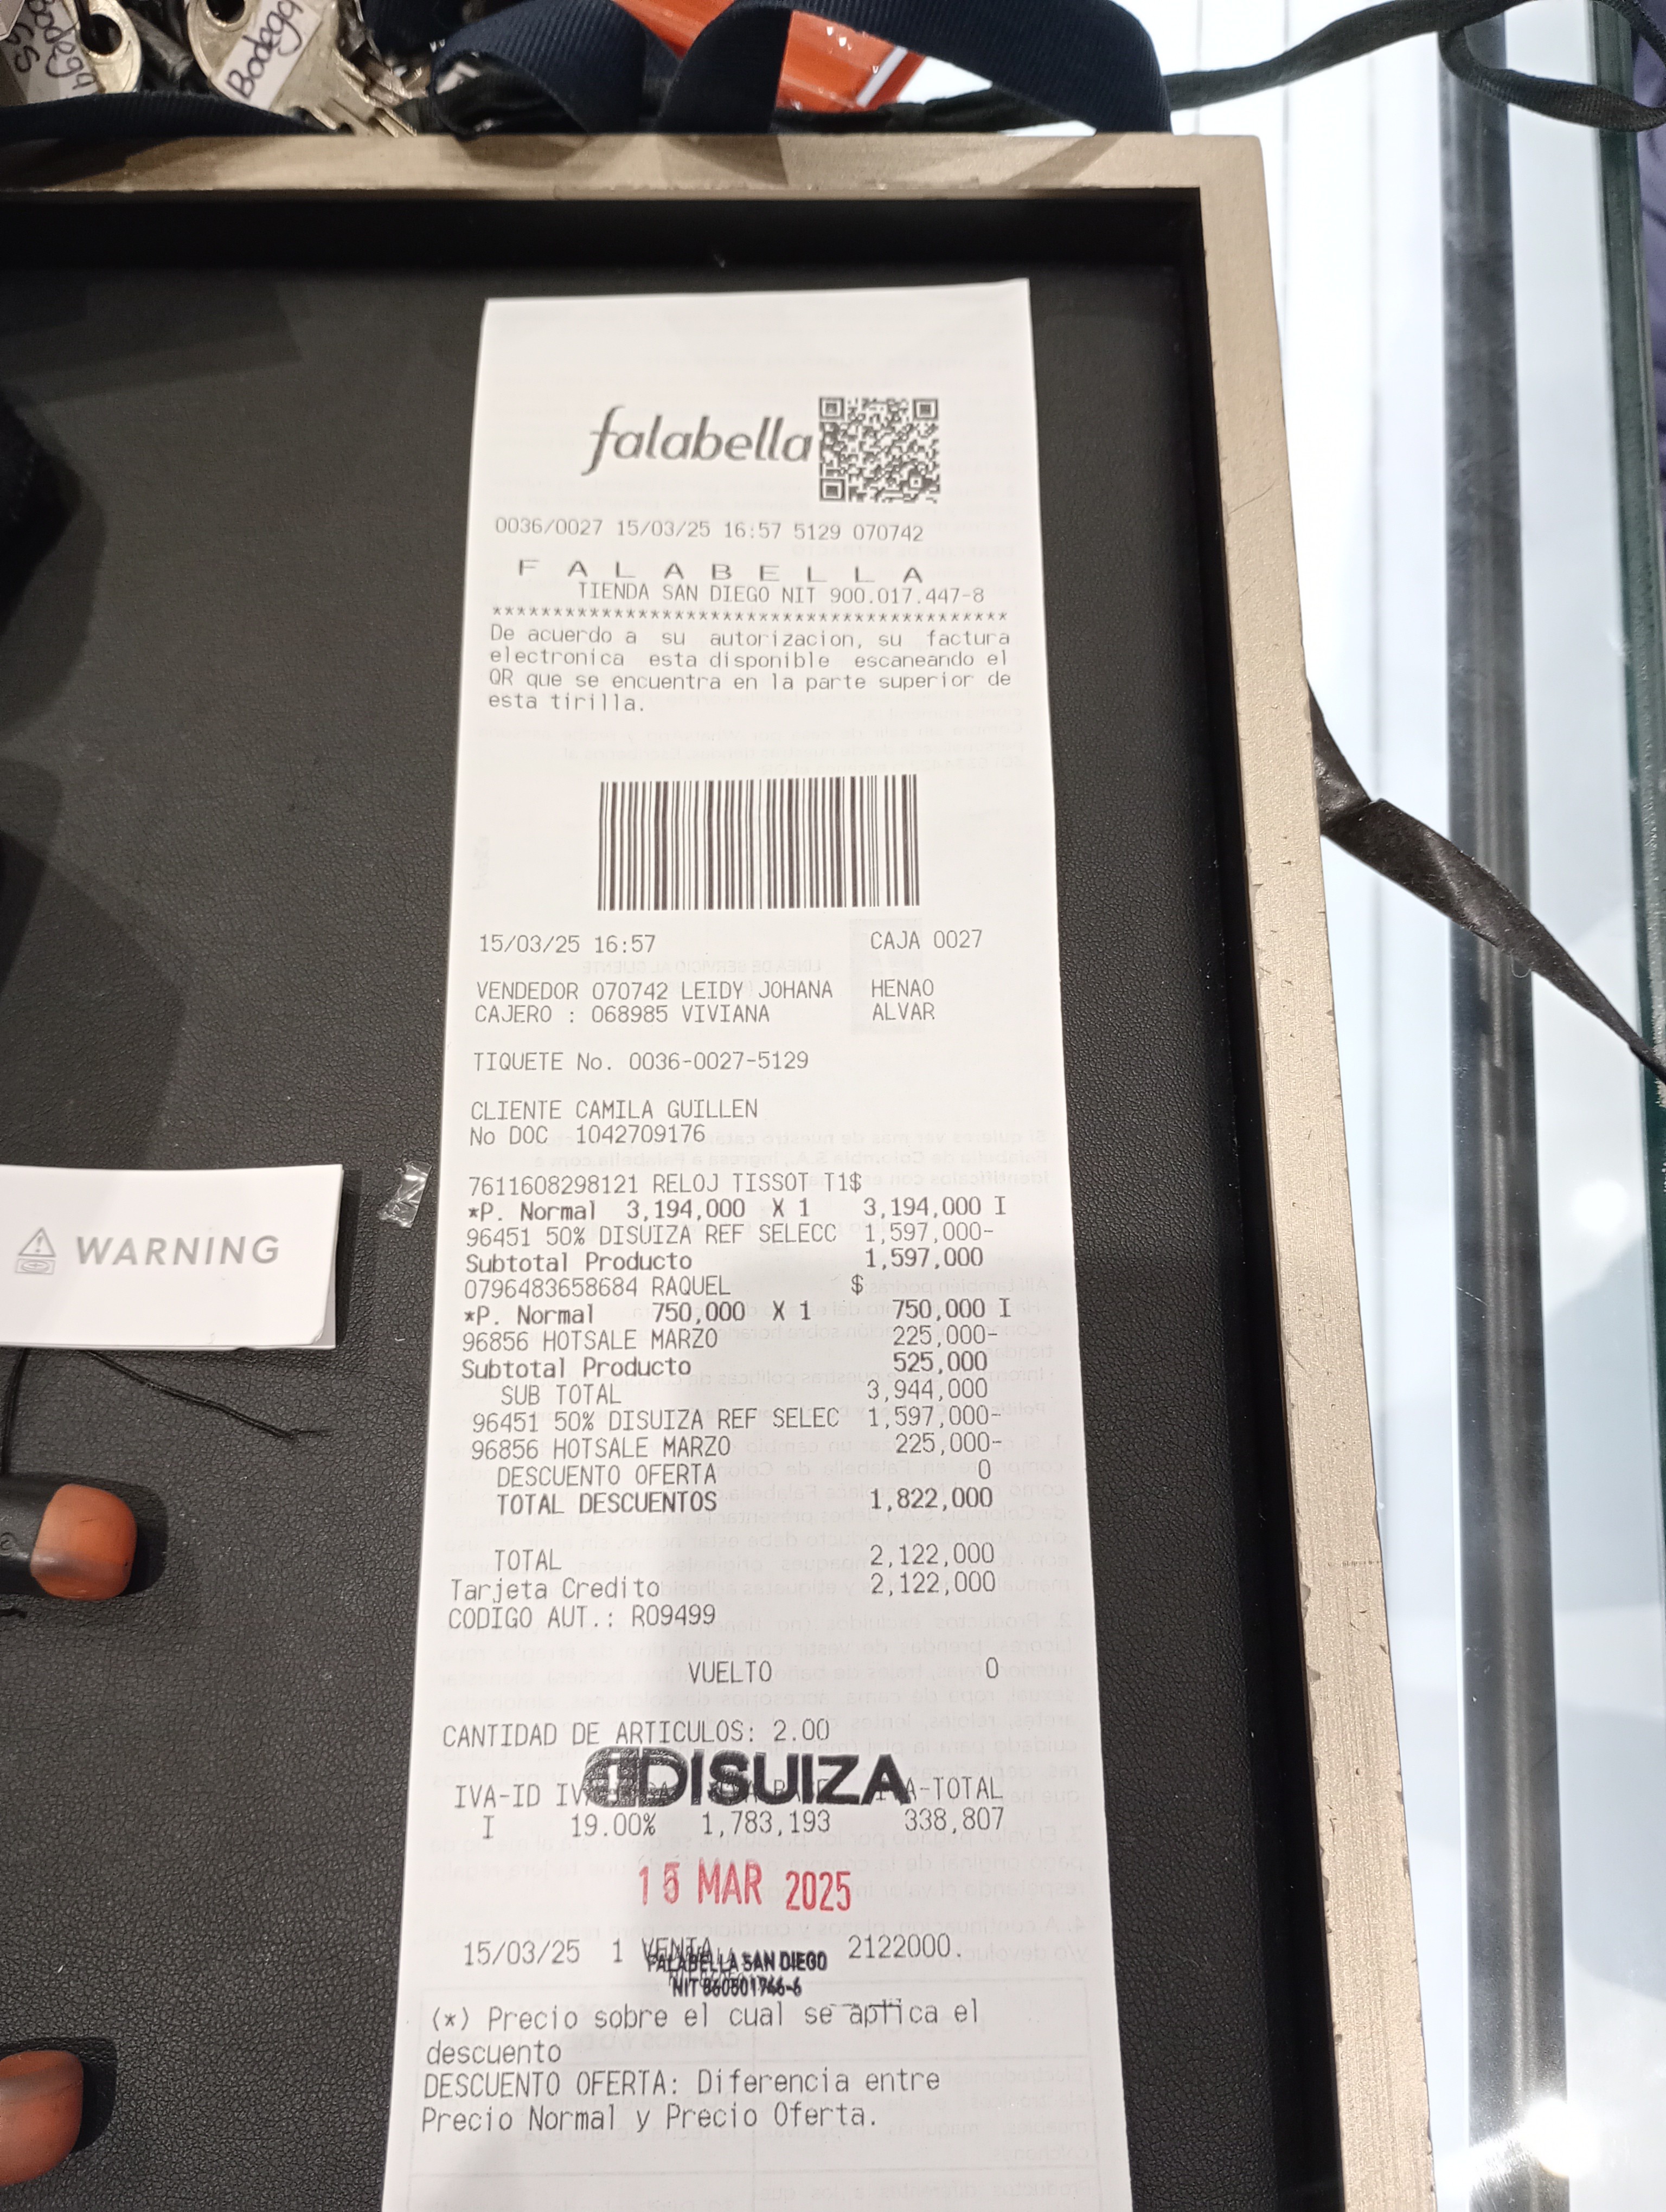 Bodega
Bodega
falabella
0036/0027 15/03/25 16:57 5129 070742
F A L A B E L L A
TIENDA SAN DIEGO NIT 900.017.447-8
******************************************
De acuerdo a su autorizacion, su factura
electronica esta disponible escaneando el
QR que se encuentra en la parte superior de
esta tirilla.
15/03/25 16:57 CAJA 0027
VENDEDOR 070742 LEIDY JOHANA HENAO
CAJERO : 068985 VIVIANA ALVAR
TIQUETE No. 0036-0027-5129
CLIENTE CAMILA GUILLEN
No DOC 1042709176
7611608298121 RELOJ TISSOT T1$
*P. Normal 3,194,000 X 1 3,194,000 I
96451 50% DISUIZA REF SELECC 1,597,000-
Subtotal Producto 1,597,000
0796483658684 RAQUEL $
*P. Normal 750,000 X 1 750,000 I
96856 HOTSALE MARZO 225,000-
Subtotal Producto 525,000
SUB TOTAL 3,944,000
96451 50% DISUIZA REF SELEC 1,597,000-
96856 HOTSALE MARZO 225,000-
DESCUENTO OFERTA 0
TOTAL DESCUENTOS 1,822,000
TOTAL 2,122,000
Tarjeta Credito 2,122,000
CODIGO AUT.: R09499
VUELTO 0
CANTIDAD DE ARTICULOS: 2.00
DISUIZA
IVA-ID
I 19.00% 1,783,193 338,807
15 MAR 2025
15/03/25 1 VENTA 2122000.
FALABELLA SAN DIEGO
NIT 860501766-6
(*) Precio sobre el cual se aplica el
descuento
DESCUENTO OFERTA: Diferencia entre
Precio Normal y Precio Oferta.
WARNING